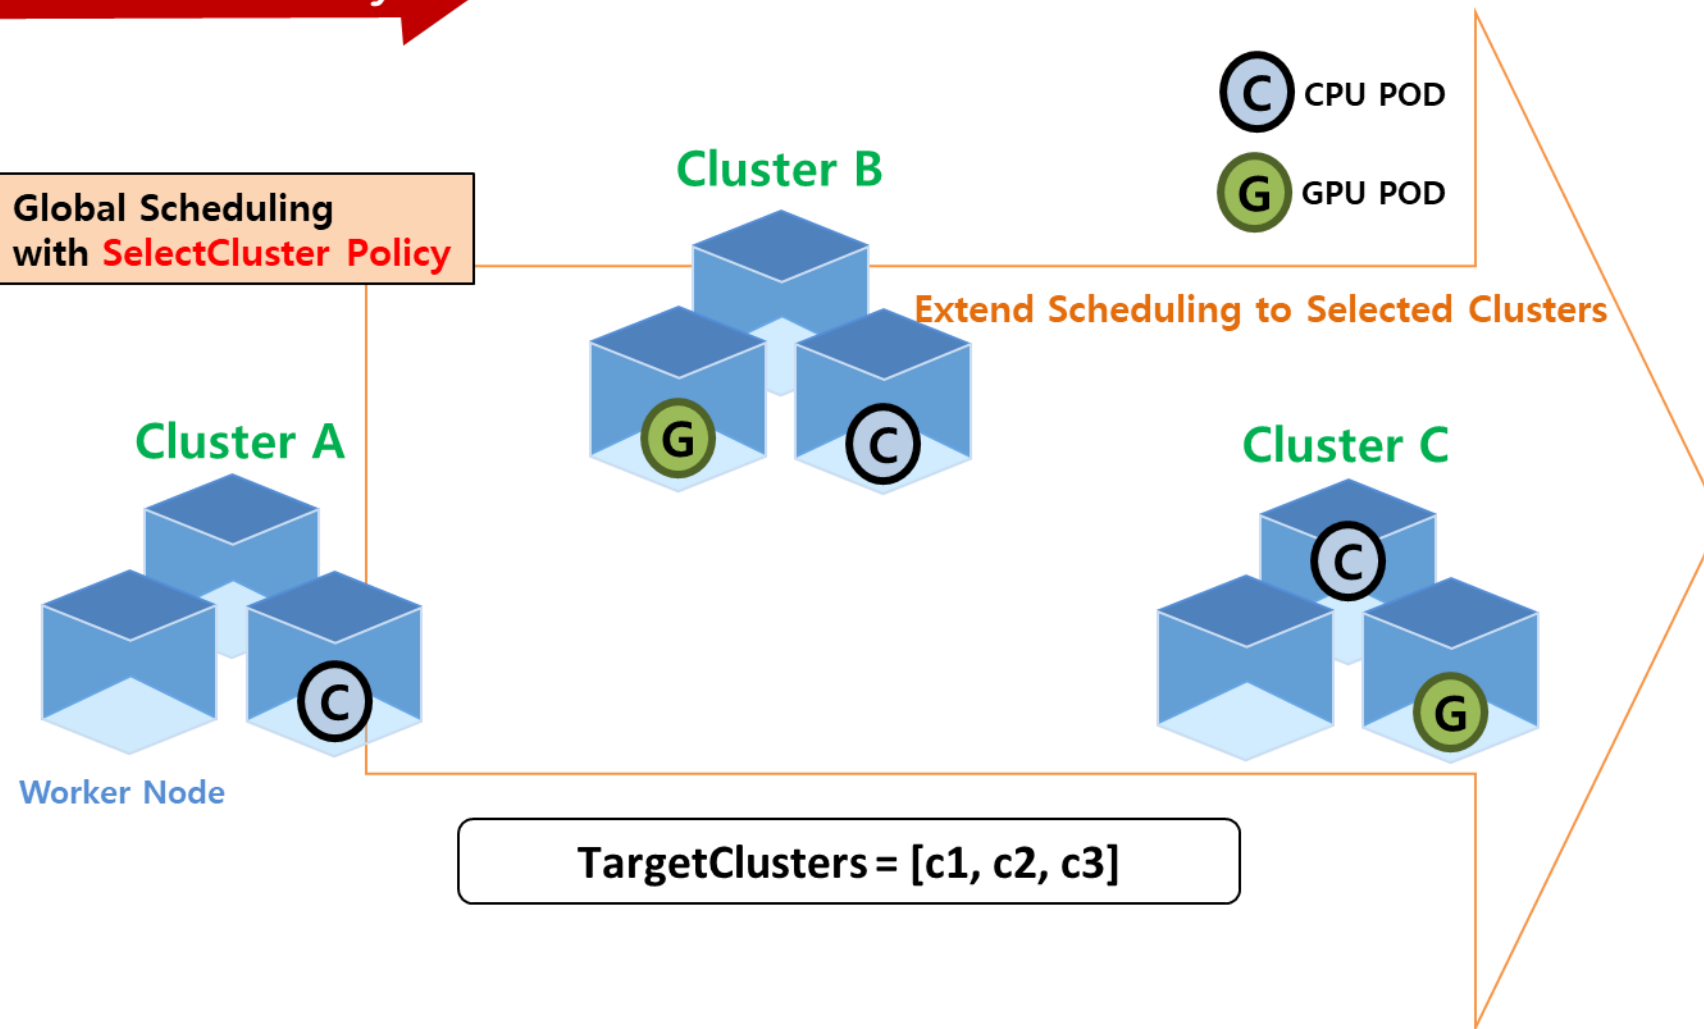 C CPU POD
G GPU POD
Cluster B
Global Scheduling
with SelectCluster Policy
Extend Scheduling to Selected Clusters
G
C
Cluster A
Cluster C
C
C
G
Worker Node
TargetClusters = [c1, c2, c3]